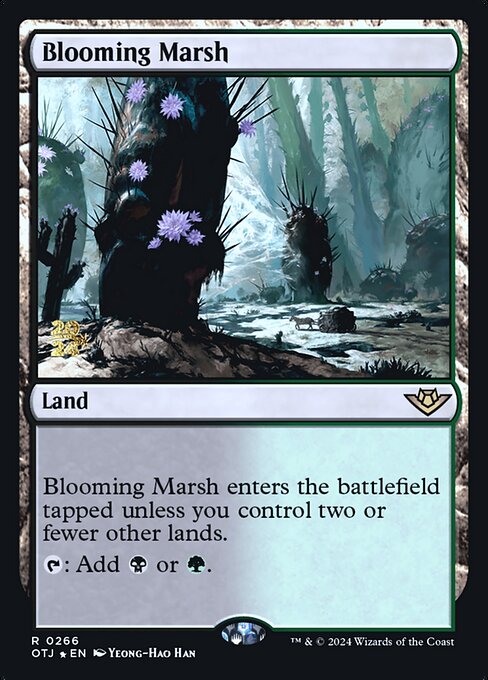 Blooming Marsh
2024
Land
Blooming Marsh enters the battlefield
tapped unless you control two or
fewer other lands.
: Add or .
R 0266
OTJ ★ EN Yeong-Hao Han
™ & © 2024 Wizards of the Coast